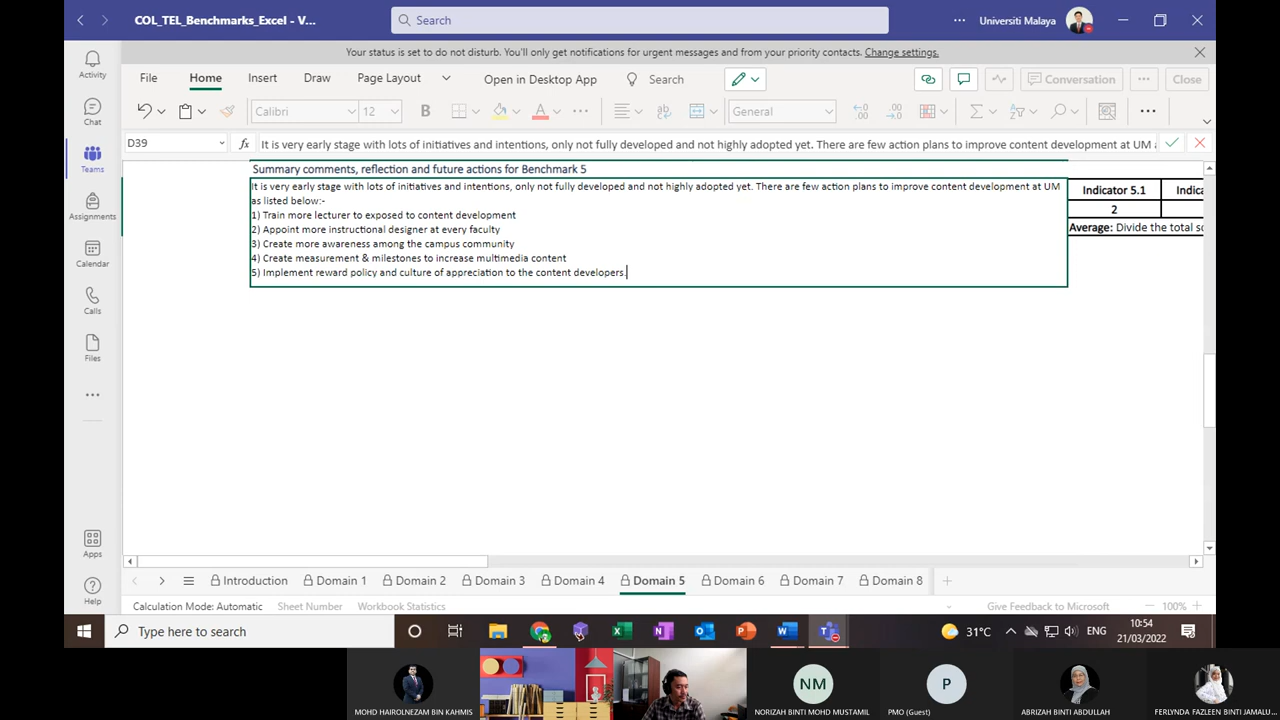 COL_TEL_Benchmarks_Excel - V...
Search
Universiti Malaya
Your status is set to do not disturb. You'll only get notifications for urgent messages and from your priority contacts. Change settings.
File Home Insert Draw Page Layout Open in Desktop App Search Conversation Close
Calibri 12 B A General
D39 fx It is very early stage with lots of initiatives and intentions, only not fully developed and not highly adopted yet. There are few action plans to improve content development at UM a
Activity
Chat
Teams
Assignments
Calendar
Calls
Files
Apps
Help
Summary comments, reflection and future actions for Benchmark 5
It is very early stage with lots of initiatives and intentions, only not fully developed and not highly adopted yet. There are few action plans to improve content development at UM
as listed below:-
1) Train more lecturer to exposed to content development
2) Appoint more instructional designer at every faculty
3) Create more awareness among the campus community
4) Create measurement & milestones to increase multimedia content
5) Implement reward policy and culture of appreciation to the content developers.
Indicator 5.1 Indica
2
Average: Divide the total sc
Introduction Domain 1 Domain 2 Domain 3 Domain 4 Domain 5 Domain 6 Domain 7 Domain 8
Calculation Mode: Automatic Sheet Number Workbook Statistics Give Feedback to Microsoft 100%
Type here to search 31°C ENG 10:54
21/03/2022
NM P
MOHD HAIROLNEZAM BIN KAHMIS NORIZAH BINTI MOHD MUSTAMIL PMO (Guest) ABRIZAH BINTI ABDULLAH FERLYNDA FAZLEEN BINTI JAMALU...